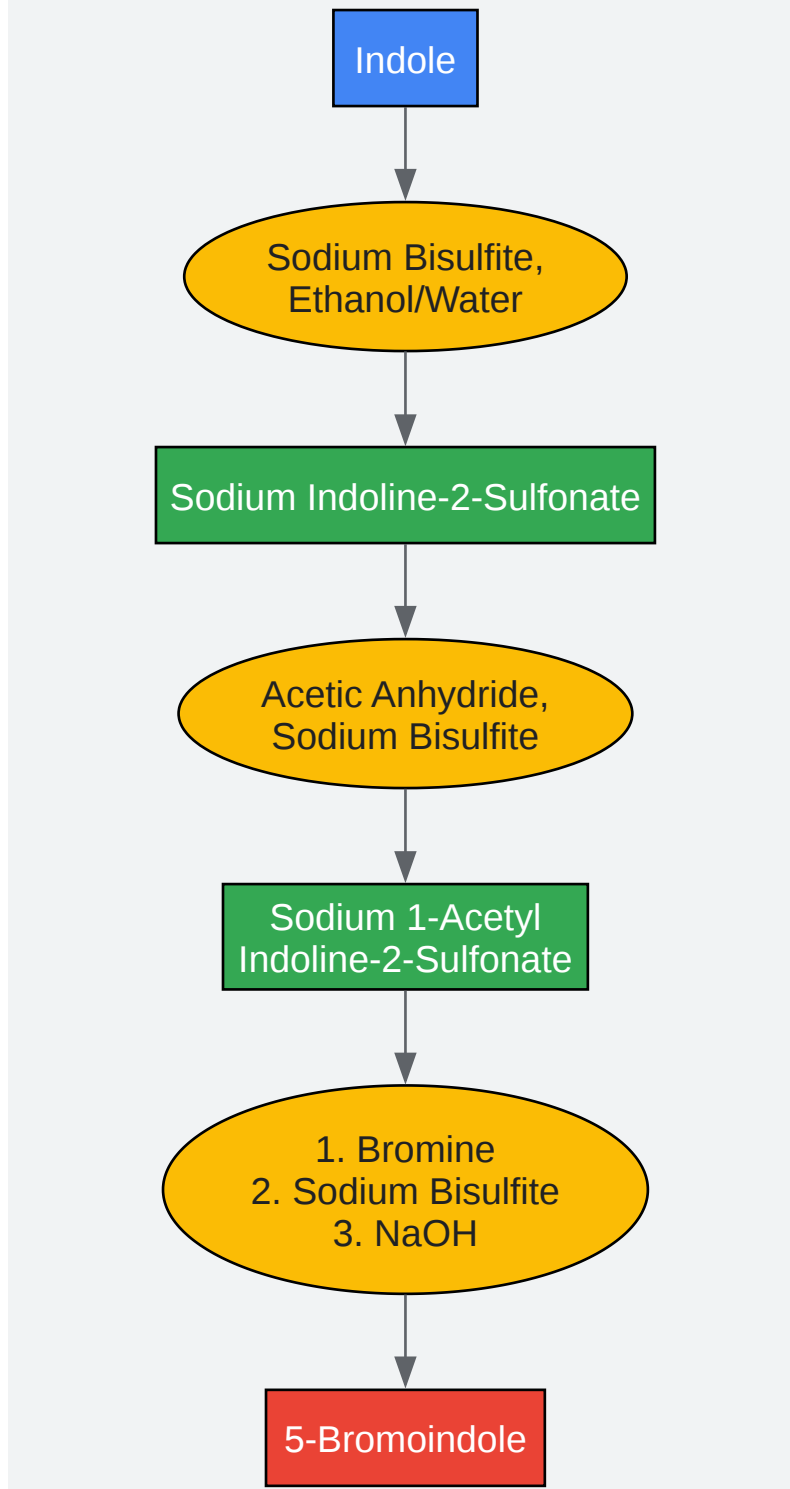 Indole
Sodium Bisulfite,
Ethanol/Water
Sodium Indoline-2-Sulfonate
Acetic Anhydride,
Sodium Bisulfite
Sodium 1-Acetyl
Indoline-2-Sulfonate
1. Bromine
2. Sodium Bisulfite
3. NaOH
5-Bromoindole